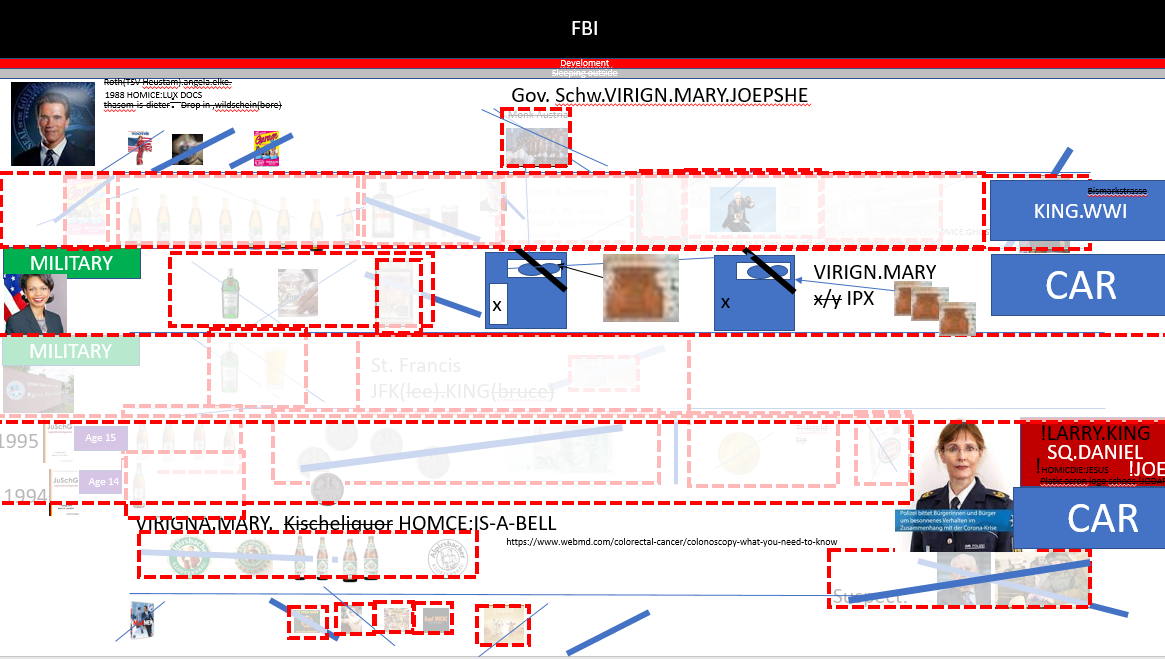 FBI
Develoment
Sleeping outside
Roth(TSV Heustam).angela.elke.
1988 HOMICE:LUX DOCS
thasom is dieter. Drop in ,wildschein(bore)
Gov. Schw.VIRIGN.MARY.JOEPSHE
Monk Austria
Bismarkstrasse
KING.WWI
MILITARY
VIRIGN.MARY
x/y IPX
CAR
x
x
MILITARY
St. Francis
JFK(lee).KING(bruce)
1995
JuSchG
Age 15
!LARRY.KING
SQ.DANIEL
!HOMICDIE:JESUS
!JOE
1994
JuSchG
Age 14
CAR
Polizei bittet Bürgerinnen und Bürger
um besonnenes Verhalten im
Zusammenhang mit der Corona-Krise
VIRIGNA.MARY. Kischeliquor HOMCE:IS-A-BELL
https://www.webmd.com/colorectal-cancer/colonoscopy-what-you-need-to-know
Suspect: